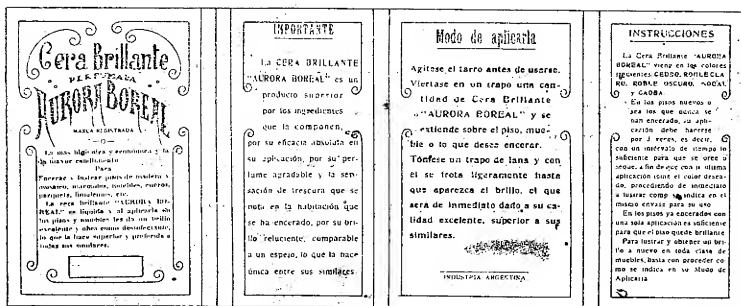 Cera Brillante
PERFUMADA
AURORA BOREAL
MARCA REGISTRADA
La mas higiénica y económica y la
de mayor rendimiento
Para
Encerar y lustrar pisos de madera y
mosaico, marmoles, muebles, cueros,
parquets, linoleums, etc.
La cera brillante "AURORA BO-
REAL" es líquida y al aplicarla en
los pisos y muebles les da un brillo
excelente y obra como desinfectante,
lo que la hace superior y preferida a
todas sus similares.
IMPORTANTE
La CERA BRILLANTE
"AURORA BOREAL" es un
producto superior
por los ingredientes
que la componen,
por su eficacia absoluta en
su aplicación, por su per-
fume agradable y la sen-
sación de frescura que se
nota en la habitación que
se ha encerado, por su bri-
llo reluciente, comparable
a un espejo, lo que la hace
única entre sus similares.
Modo de aplicarla
Agítese el tarro antes de usarse.
Viértase en un trapo una can-
tidad de Cera Brillante
"AURORA BOREAL" y se
extiende sobre el piso, mue-
ble o lo que desee encerar.
Tómese un trapo de lana y con
el se frota ligeramente hasta
que aparezca el brillo, el que
será de inmediato dado a su ca-
lidad excelente, superior a sus
similares.
INDUSTRIA ARGENTINA
INSTRUCCIONES
La Cera Brillante "AURORA
BOREAL" viene en los colores
siguientes CEDRO, ROBLE CLA-
RO, ROBLE OSCURO, NOGAL
y CAOBA.
En los pisos nuevos o
sea los que nunca se
han encerado, su apli-
cación debe hacerse
por 3 veces, es decir,
con un intérvalo de tiempo lo
suficiente para que se oree o
seque. A fin de que con la última
aplicación tome el color desea-
do, procediendo de inmediato
a lustrar como se indica en el
mismo envase para su uso
En los pisos ya encerados con
una sola aplicación es suficiente
para que el piso quede brillante
Para lustrar y obtener un bri-
llo a nuevo en toda clase de
muebles, basta con proceder co-
mo se indica en su Modo de
Aplicarla